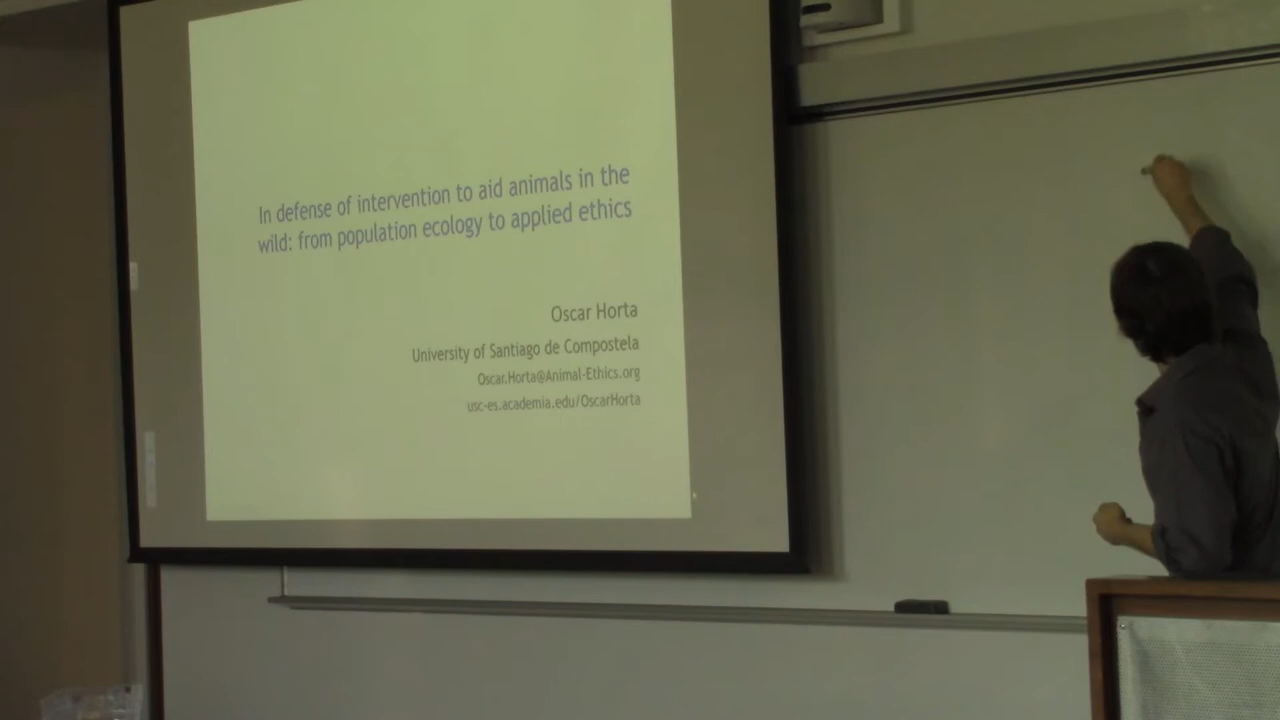 In defense of intervention to aid animals in the
wild: from population ecology to applied ethics
Oscar Horta
University of Santiago de Compostela
Oscar.Horta@Animal-Ethics.org
usc-es.academia.edu/OscarHorta